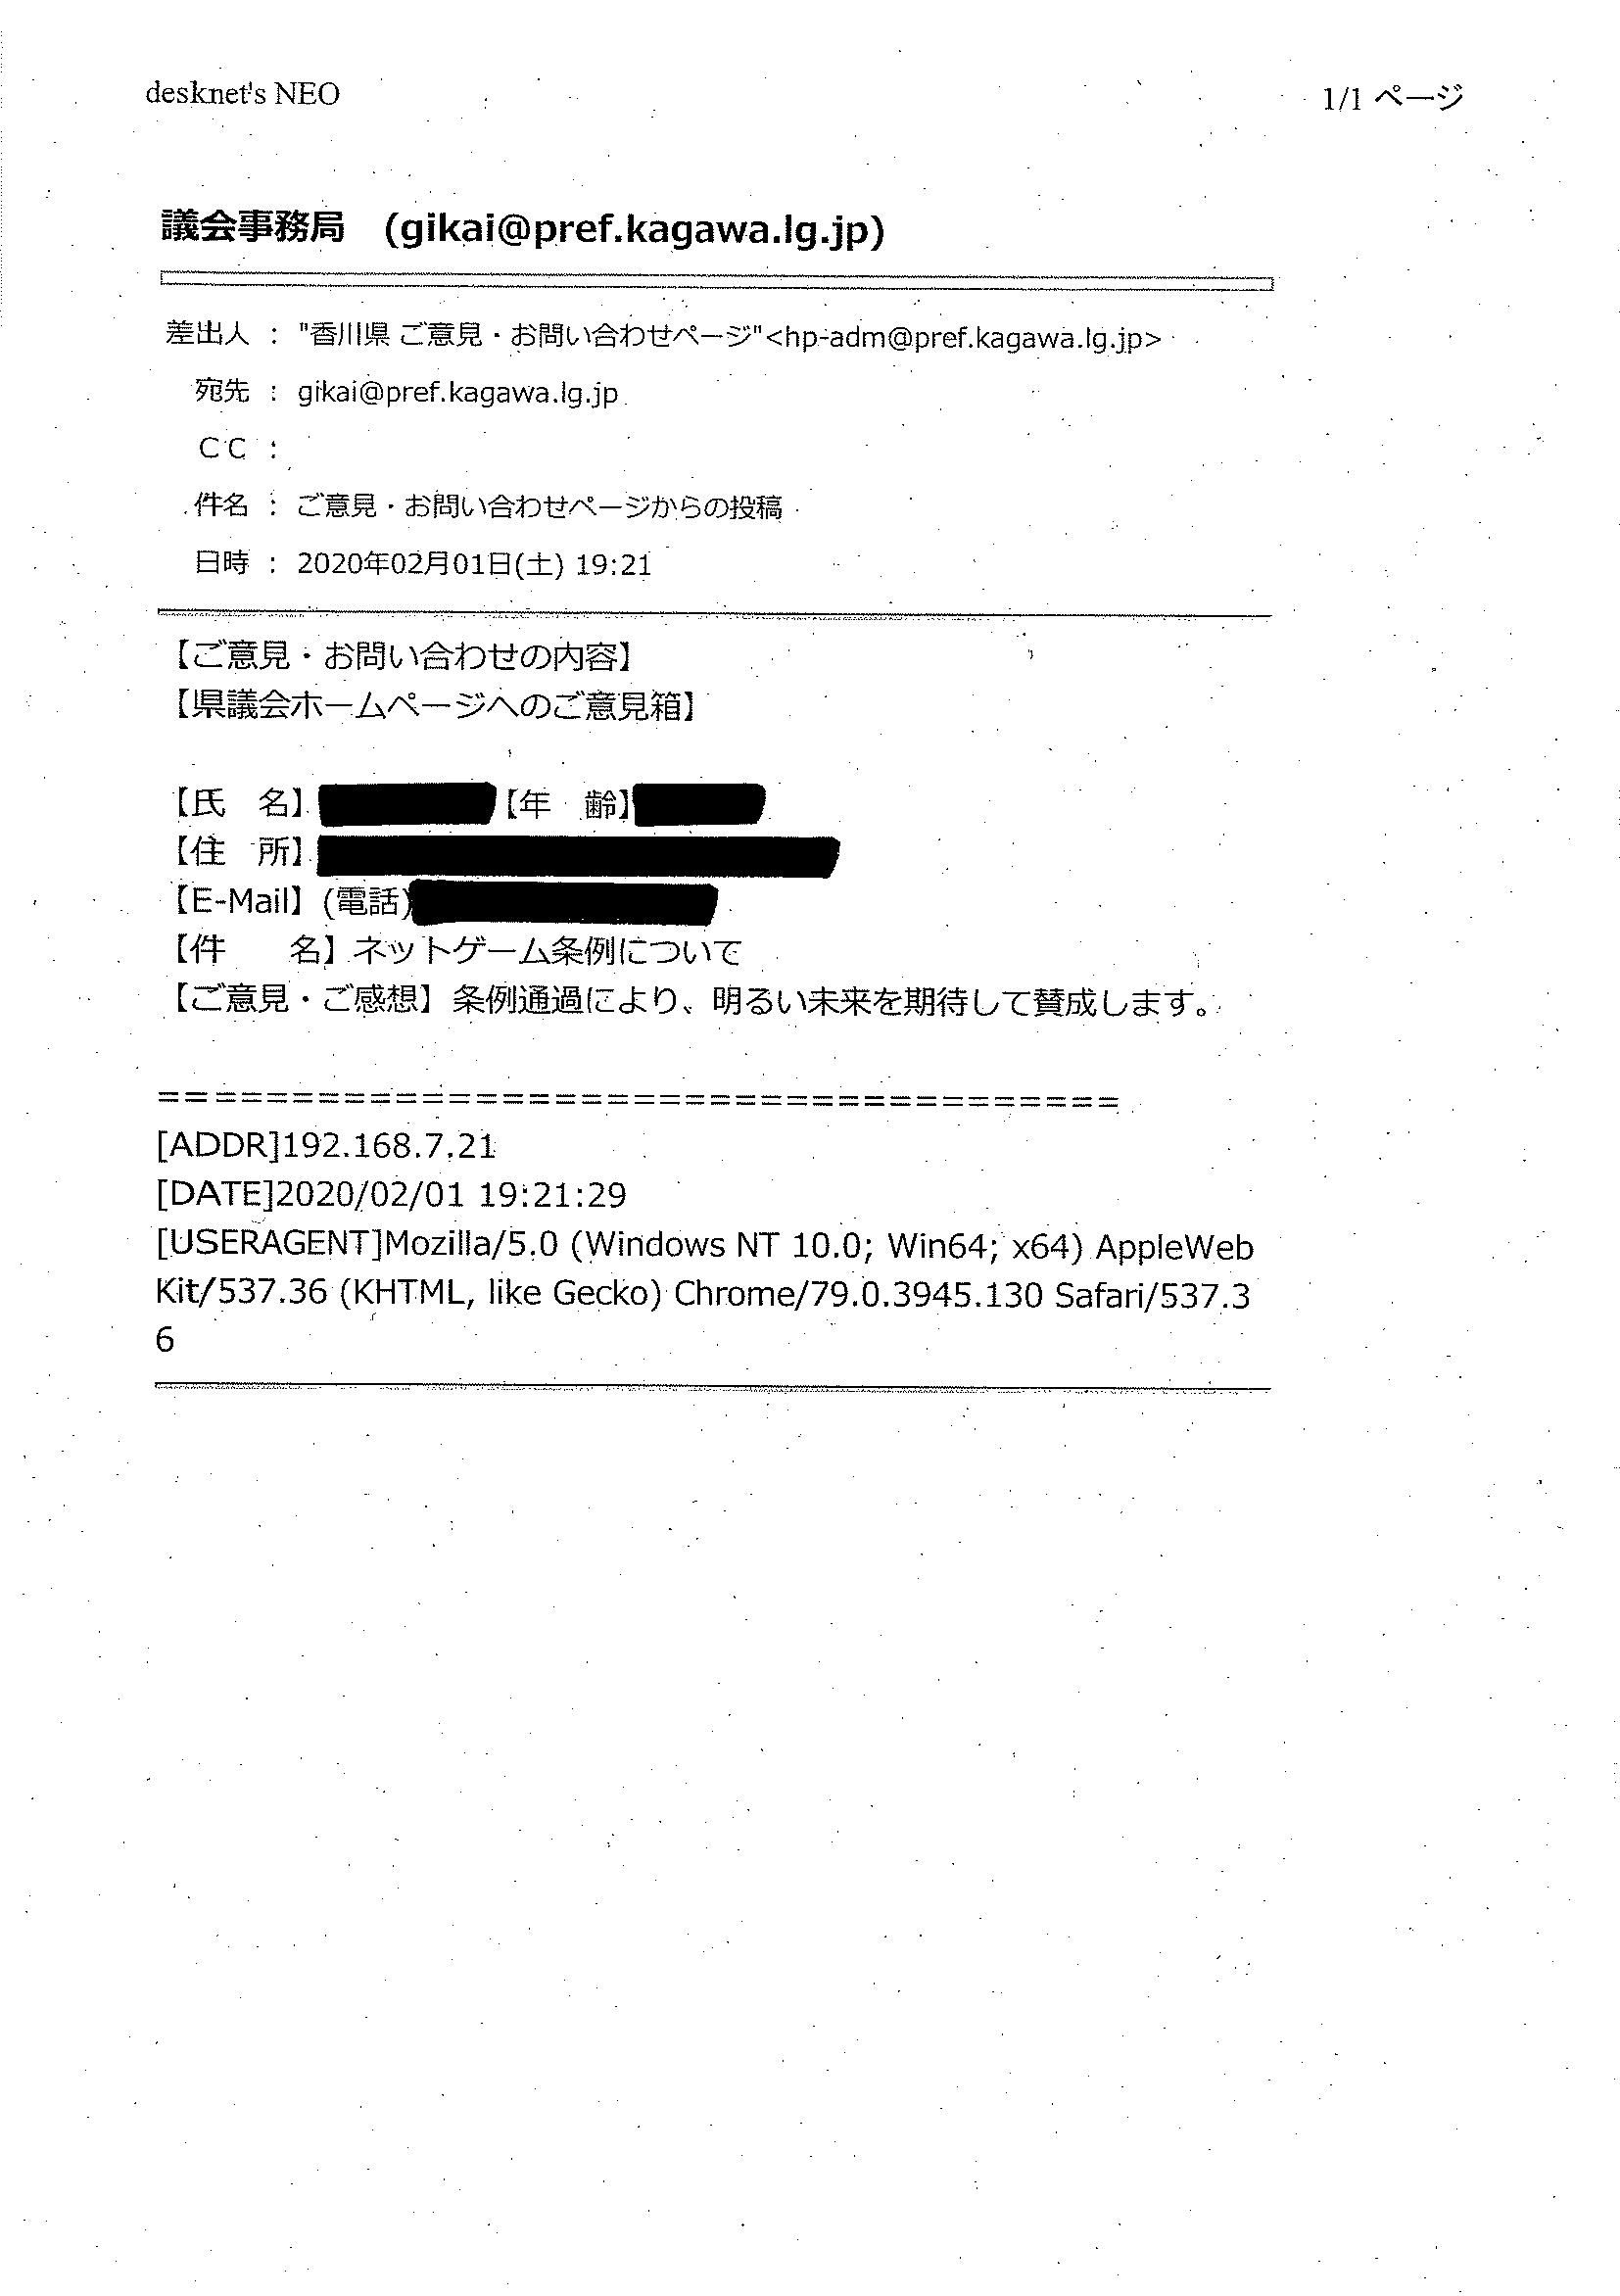 desknet's NEO
1/1 ページ
議会事務局　(gikai@pref.kagawa.lg.jp)
差出人 ： "香川県 ご意見・お問い合わせページ"<hp-adm@pref.kagawa.lg.jp>
宛先 ： gikai@pref.kagawa.lg.jp
ＣＣ ：
件名 ： ご意見・お問い合わせページからの投稿
日時 ： 2020年02月01日(土) 19:21
【ご意見・お問い合わせの内容】
【県議会ホームページへのご意見箱】
【氏　名】 【年　齢】
【住　所】
【E-Mail】(電話)
【件　　名】ネットゲーム条例について
【ご意見・ご感想】条例通過により、明るい未来を期待して賛成します。
=====================================
[ADDR]192.168.7.21
[DATE]2020/02/01 19:21:29
[USERAGENT]Mozilla/5.0 (Windows NT 10.0; Win64; x64) AppleWeb
Kit/537.36 (KHTML, like Gecko) Chrome/79.0.3945.130 Safari/537.3
6